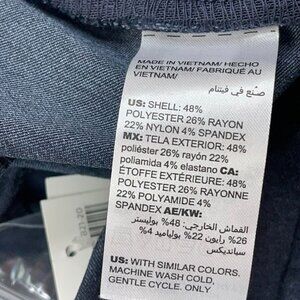 MADE IN VIETNAM/ HECHO
EN VIETNAM/ FABRIQUÉ AU
VIETNAM/
صنع في فيتنام
US: SHELL: 48%
POLYESTER 26% RAYON
22% NYLON 4% SPANDEX
MX: TELA EXTERIOR: 48%
poliéster 26% rayón 22%
poliamida 4% elastano CA:
ÉTOFFE EXTÉRIEURE: 48%
POLYESTER 26% RAYONNE
22% POLYAMIDE 4%
SPANDEX AE/KW:
القماش الخارجي: 48% بوليستر
26% رايون 22% بولياميد 4%
سبانديكس
US: WITH SIMILAR COLORS.
MACHINE WASH COLD,
GENTLE CYCLE. ONLY